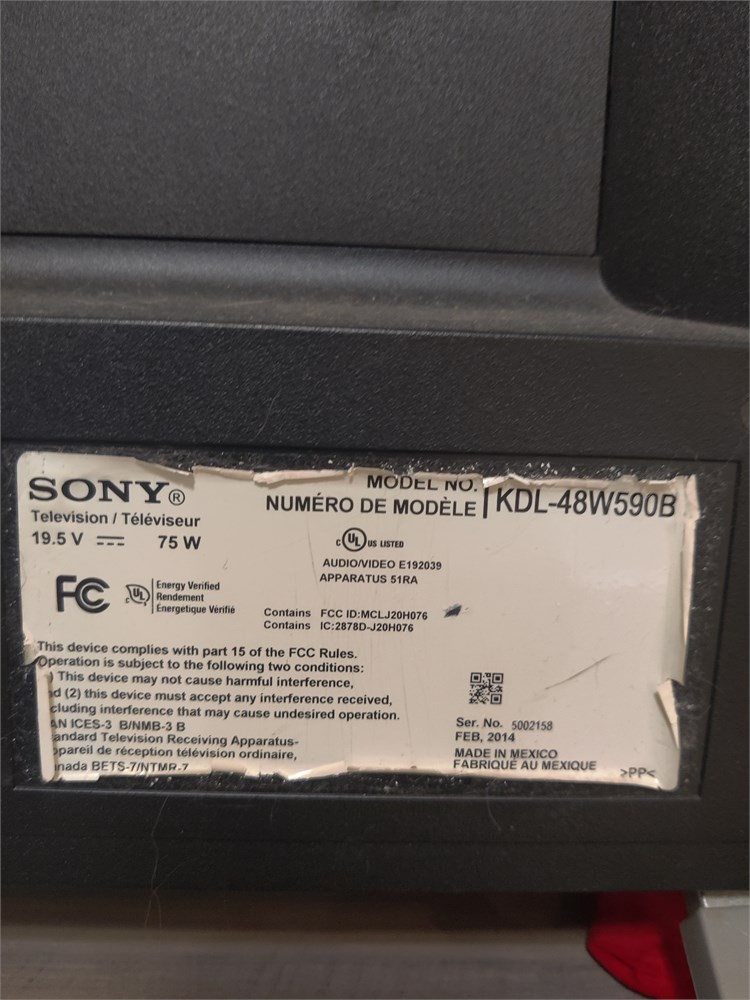 SONY®
Television / Téléviseur
19.5 V 75 W
MODEL NO.
NUMÉRO DE MODÈLE KDL-48W590B
c UL US LISTED
AUDIO/VIDEO E192039
APPARATUS 51RA
FC
UL Energy Verified
Rendement
Énergetique Vérifié
Contains FCC ID:MCLJ20H076
Contains IC:2878D-J20H076
This device complies with part 15 of the FCC Rules.
Operation is subject to the following two conditions:
) This device may not cause harmful interference,
nd (2) this device must accept any interference received,
cluding interference that may cause undesired operation.
AN ICES-3 B/NMB-3 B
andard Television Receiving Apparatus-
ppareil de réception télévision ordinaire,
nada BETS-7/NTMR-7
Ser. No. 5002158
FEB, 2014
MADE IN MEXICO
FABRIQUÉ AU MEXIQUE
>PP<